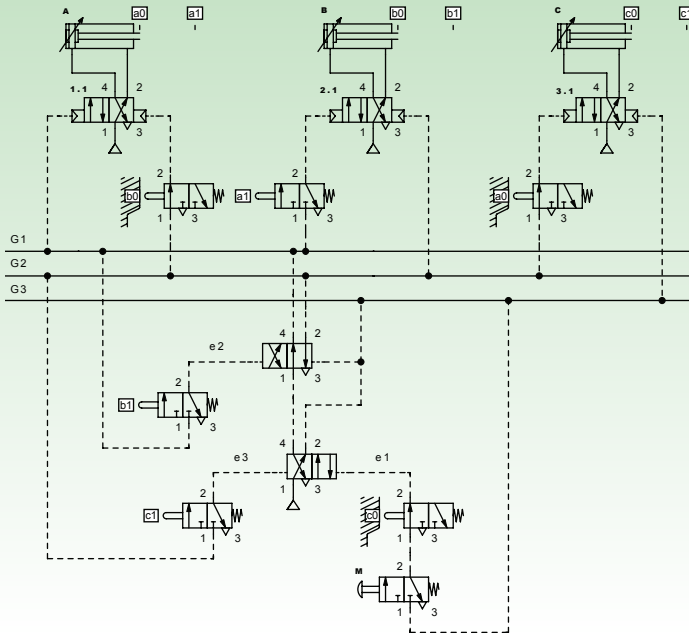 A a0 a1 B b0 b1 C c0 c1
1.1 4 2 2.1 4 2 3.1 4 2
1 3 1 3 1 3
2 2 2
b0 a1 a0
1 3 1 3 1 3
G1
G2
G3
4 2
e2
1 3
2
b1
1 3
4 2
e3 e1
1 3
2 2
c1 c0
1 3 1 3
M 2
1 3